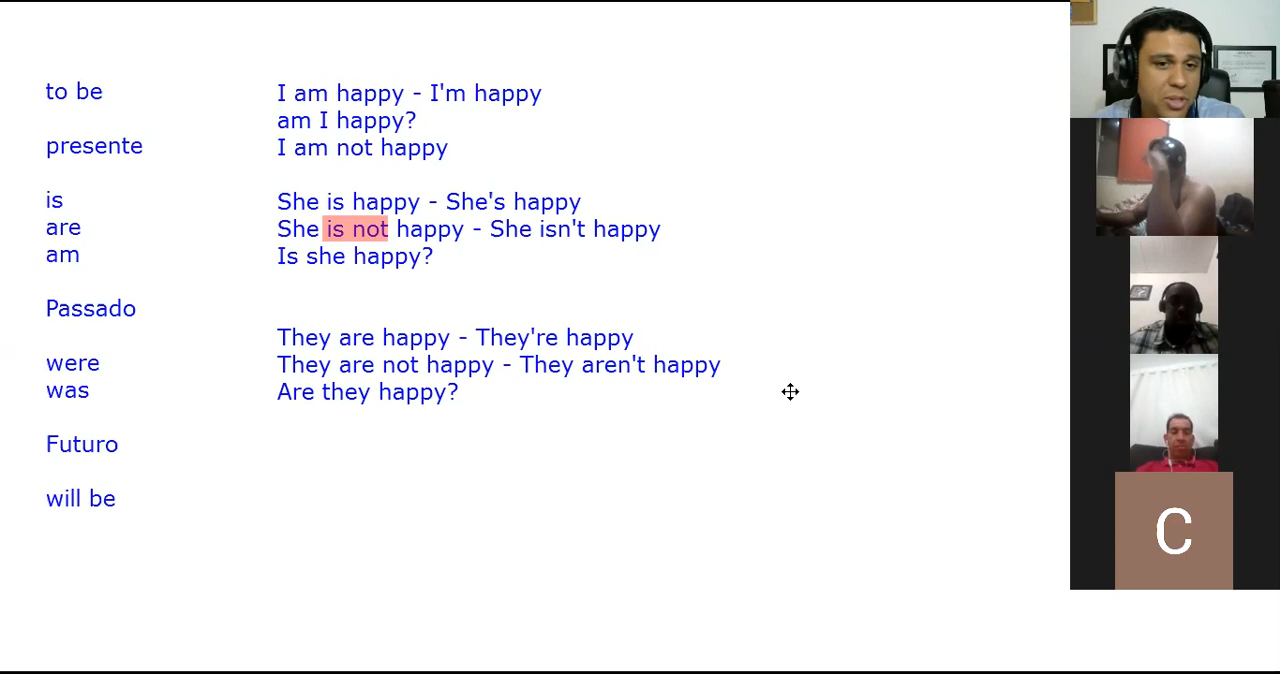 to be
presente
is
are
am
Passado
were
was
Futuro
will be
I am happy - I'm happy
am I happy?
I am not happy
She is happy - She's happy
She is not happy - She isn't happy
Is she happy?
They are happy - They're happy
They are not happy - They aren't happy
Are they happy?
C